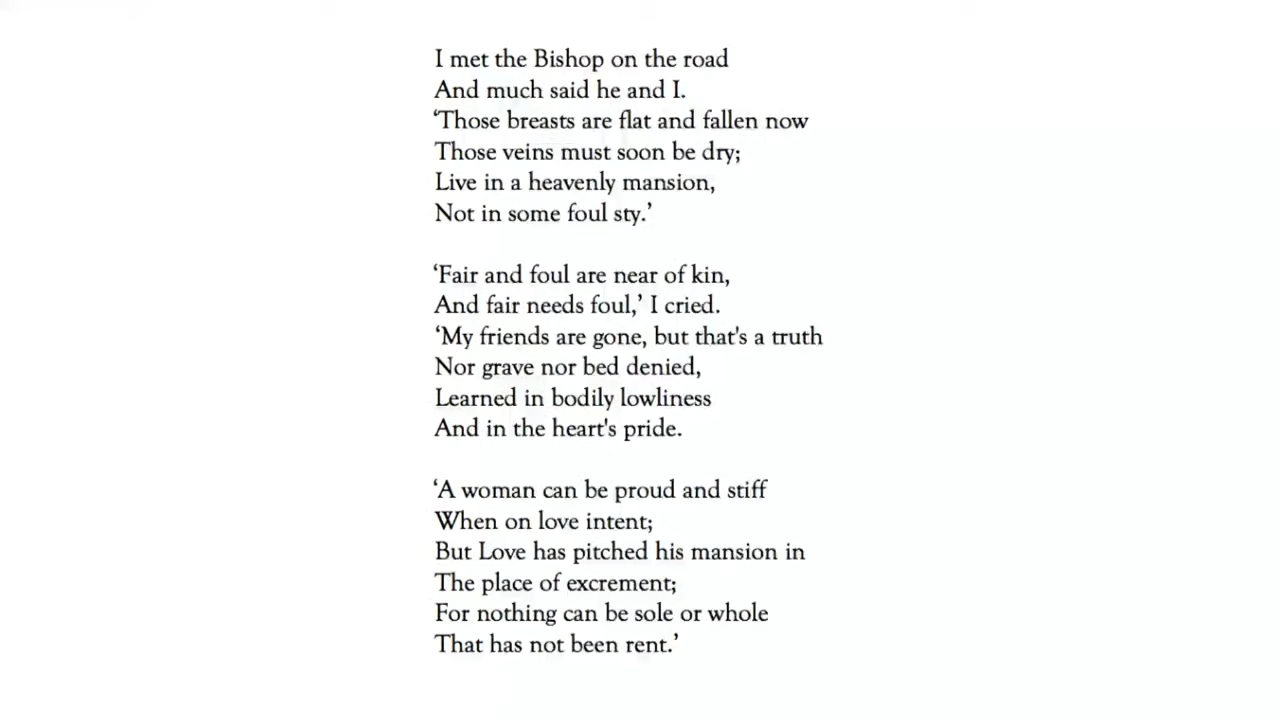 I met the Bishop on the road
And much said he and I.
‘Those breasts are flat and fallen now
Those veins must soon be dry;
Live in a heavenly mansion,
Not in some foul sty.’
‘Fair and foul are near of kin,
And fair needs foul,’ I cried.
‘My friends are gone, but that's a truth
Nor grave nor bed denied,
Learned in bodily lowliness
And in the heart's pride.
‘A woman can be proud and stiff
When on love intent;
But Love has pitched his mansion in
The place of excrement;
For nothing can be sole or whole
That has not been rent.’